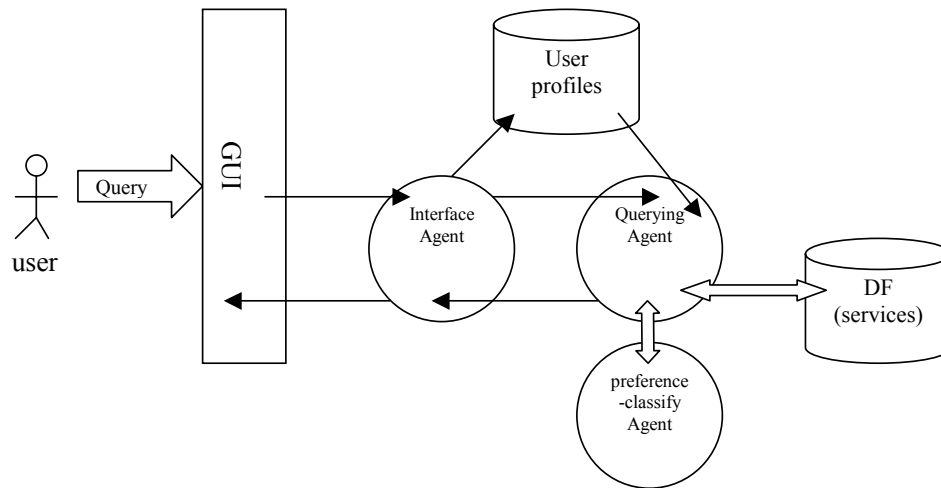 User
profiles
GUI
Query
Interface
Agent
Querying
Agent
user
DF
(services)
preference
-classify
Agent